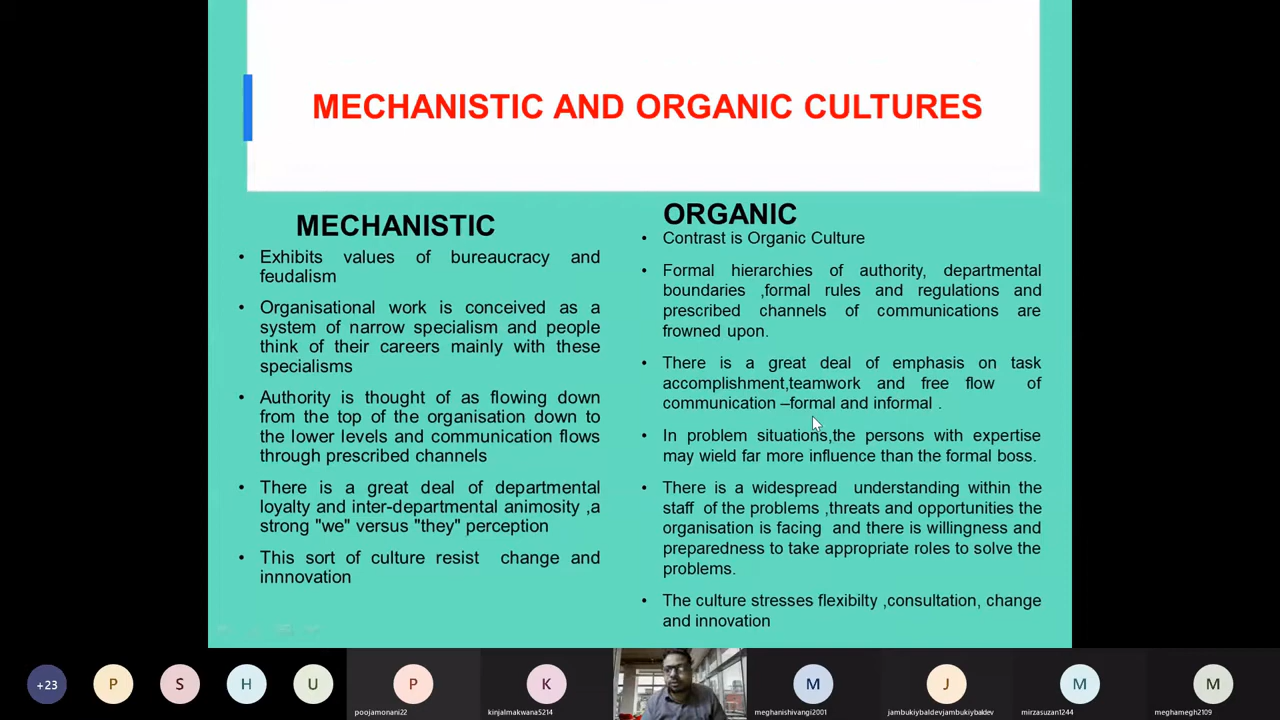 MECHANISTIC AND ORGANIC CULTURES
MECHANISTIC
• Exhibits values of bureaucracy and
feudalism
• Organisational work is conceived as a
system of narrow specialism and people
think of their careers mainly with these
specialisms
• Authority is thought of as flowing down
from the top of the organisation down to
the lower levels and communication flows
through prescribed channels
• There is a great deal of departmental
loyalty and inter-departmental animosity ,a
strong "we" versus "they" perception
• This sort of culture resist change and
innnovation
ORGANIC
• Contrast is Organic Culture
• Formal hierarchies of authority, departmental
boundaries ,formal rules and regulations and
prescribed channels of communications are
frowned upon.
• There is a great deal of emphasis on task
accomplishment,teamwork and free flow of
communication –formal and informal .
• In problem situations,the persons with expertise
may wield far more influence than the formal boss.
• There is a widespread understanding within the
staff of the problems ,threats and opportunities the
organisation is facing and there is willingness and
preparedness to take appropriate roles to solve the
problems.
• The culture stresses flexibilty ,consultation, change
and innovation
+23 P S H U P K M J M M
poojamonani22 kinjalmakwana5214 meghanishivangi2001 jambukiybaldevjambukiybaldev mirzasuzan1244 meghamegh2109